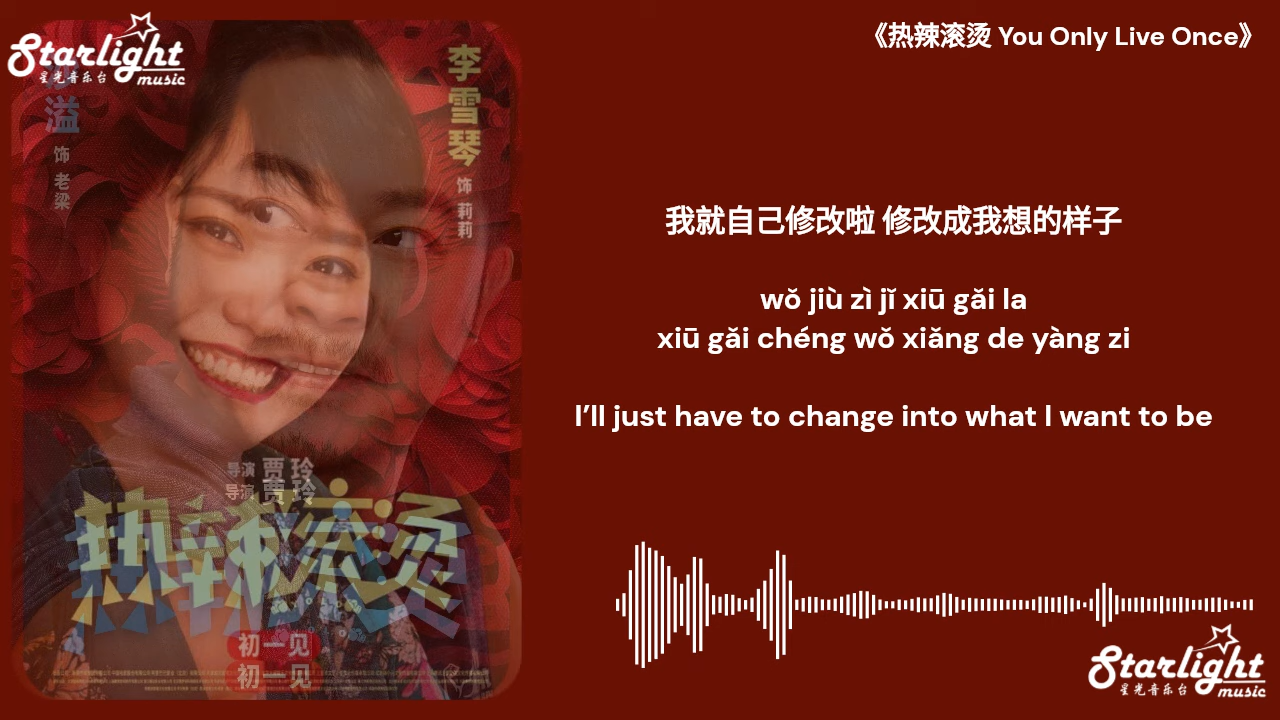 Starlight
星光音乐台 music
《热辣滚烫 You Only Live Once》
李雪琴
饰 莉莉
溢
饰 老梁
我就自己修改啦 修改成我想的样子
wǒ jiù zì jǐ xiū gǎi la
xiū gǎi chéng wǒ xiǎng de yàng zi
I’ll just have to change into what I want to be
导演 贾玲
导演 贾玲
热辣滚烫
初一见
初一见
Starlight
星光音乐台 music